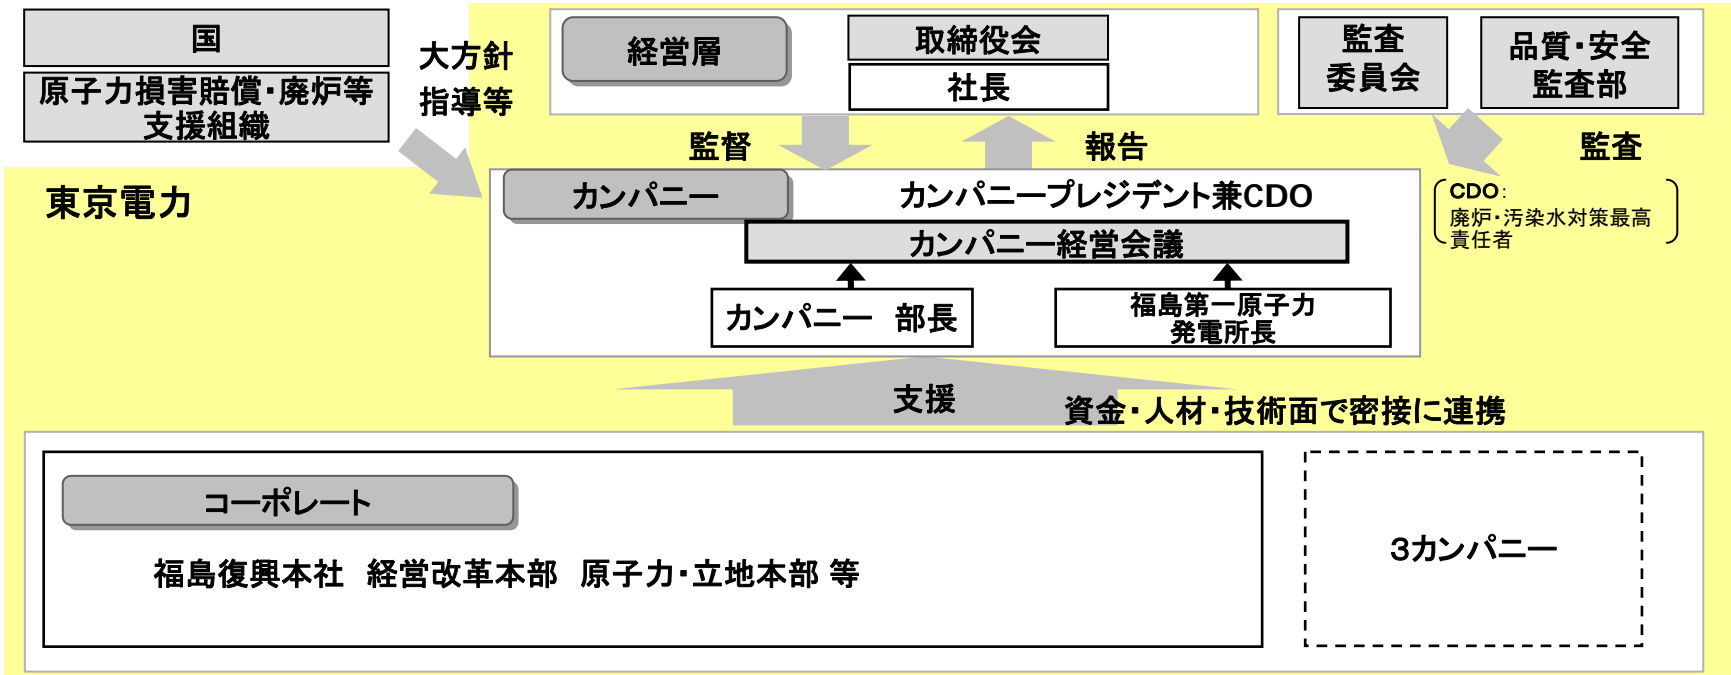 国
原子力損害賠償・廃炉等
支援組織
大方針
指導等
経営層
取締役会
社長
監査
委員会
品質・安全
監査部
監督
報告
監査
東京電力
カンパニー
カンパニープレジデント兼CDO
カンパニー経営会議
カンパニー　部長
福島第一原子力
発電所長
CDO：
廃炉・汚染水対策最高
責任者
支援
資金・人材・技術面で密接に連携
コーポレート
福島復興本社　経営改革本部　原子力・立地本部 等
３カンパニー